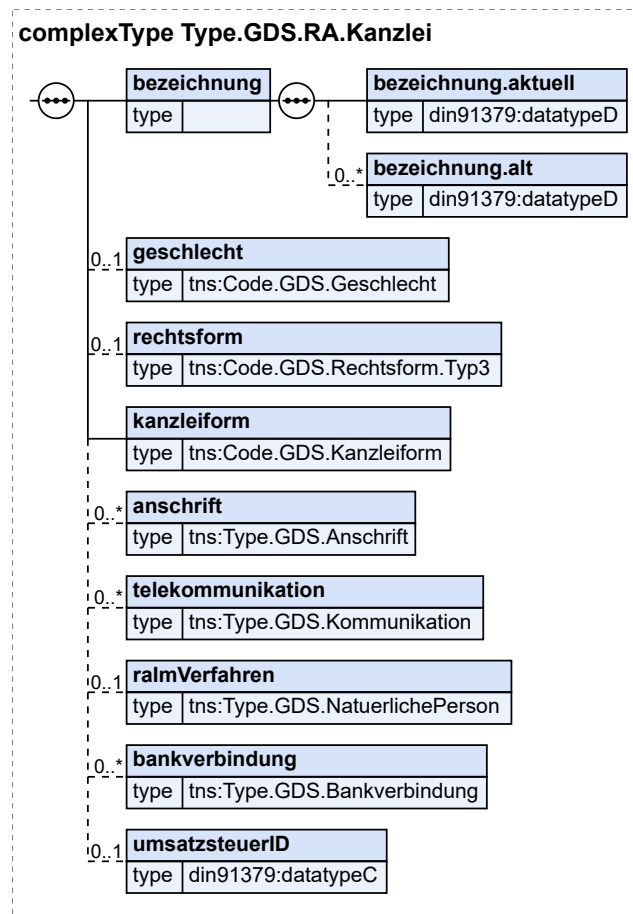 complexType Type.GDS.RA.Kanzlei
bezeichnung
type
bezeichnung.aktuell
type din91379:datatypeD
0..*
bezeichnung.alt
type din91379:datatypeD
0..1
geschlecht
type tns:Code.GDS.Geschlecht
0..1
rechtsform
type tns:Code.GDS.Rechtsform.Typ3
kanzleiform
type tns:Code.GDS.Kanzleiform
0..*
anschrift
type tns:Type.GDS.Anschrift
0..*
telekommunikation
type tns:Type.GDS.Kommunikation
0..1
raImVerfahren
type tns:Type.GDS.NatuerlichePerson
0..*
bankverbindung
type tns:Type.GDS.Bankverbindung
0..1
umsatzsteuerID
type din91379:datatypeC